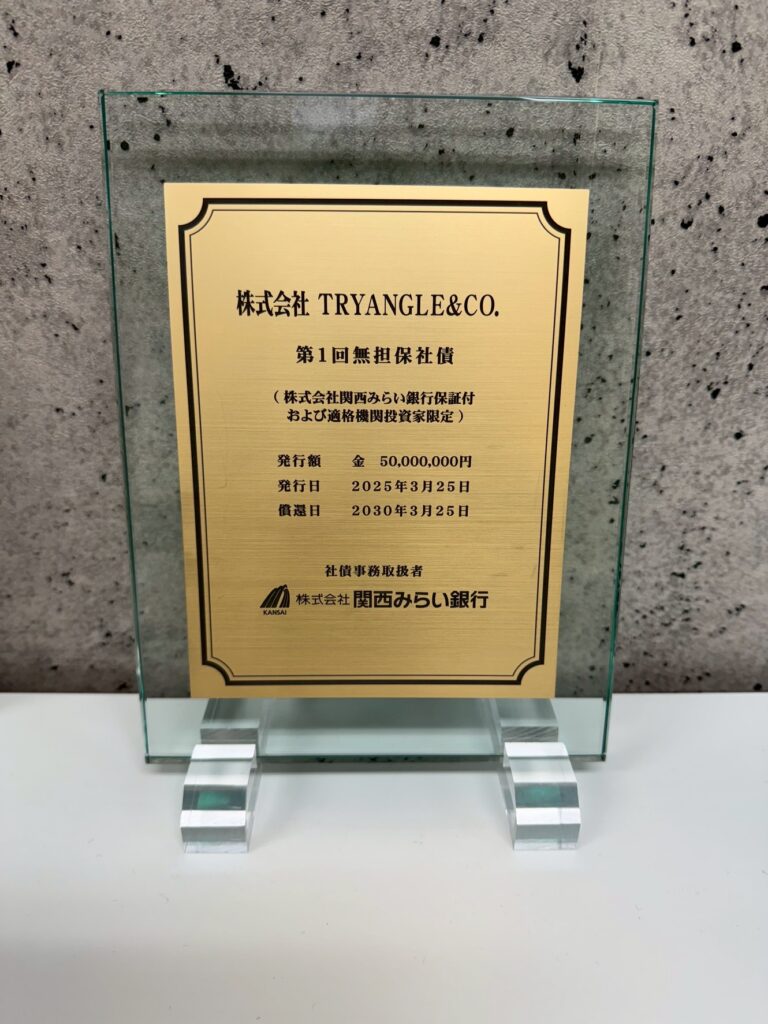 株式会社 TRYANGLE&CO.
第1回無担保社債
（株式会社関西みらい銀行保証付
および適格機関投資家限定）
発行額 金 50,000,000円
発行日 2025年3月25日
償還日 2030年3月25日
社債事務取扱者
KANSAI 株式会社 関西みらい銀行